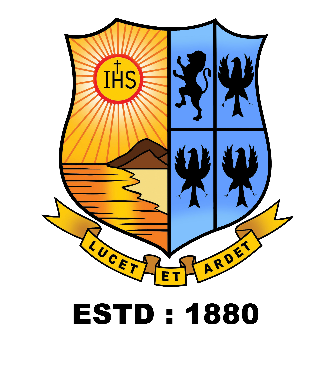 IHS
LUCET ET ARDET
ESTD : 1880